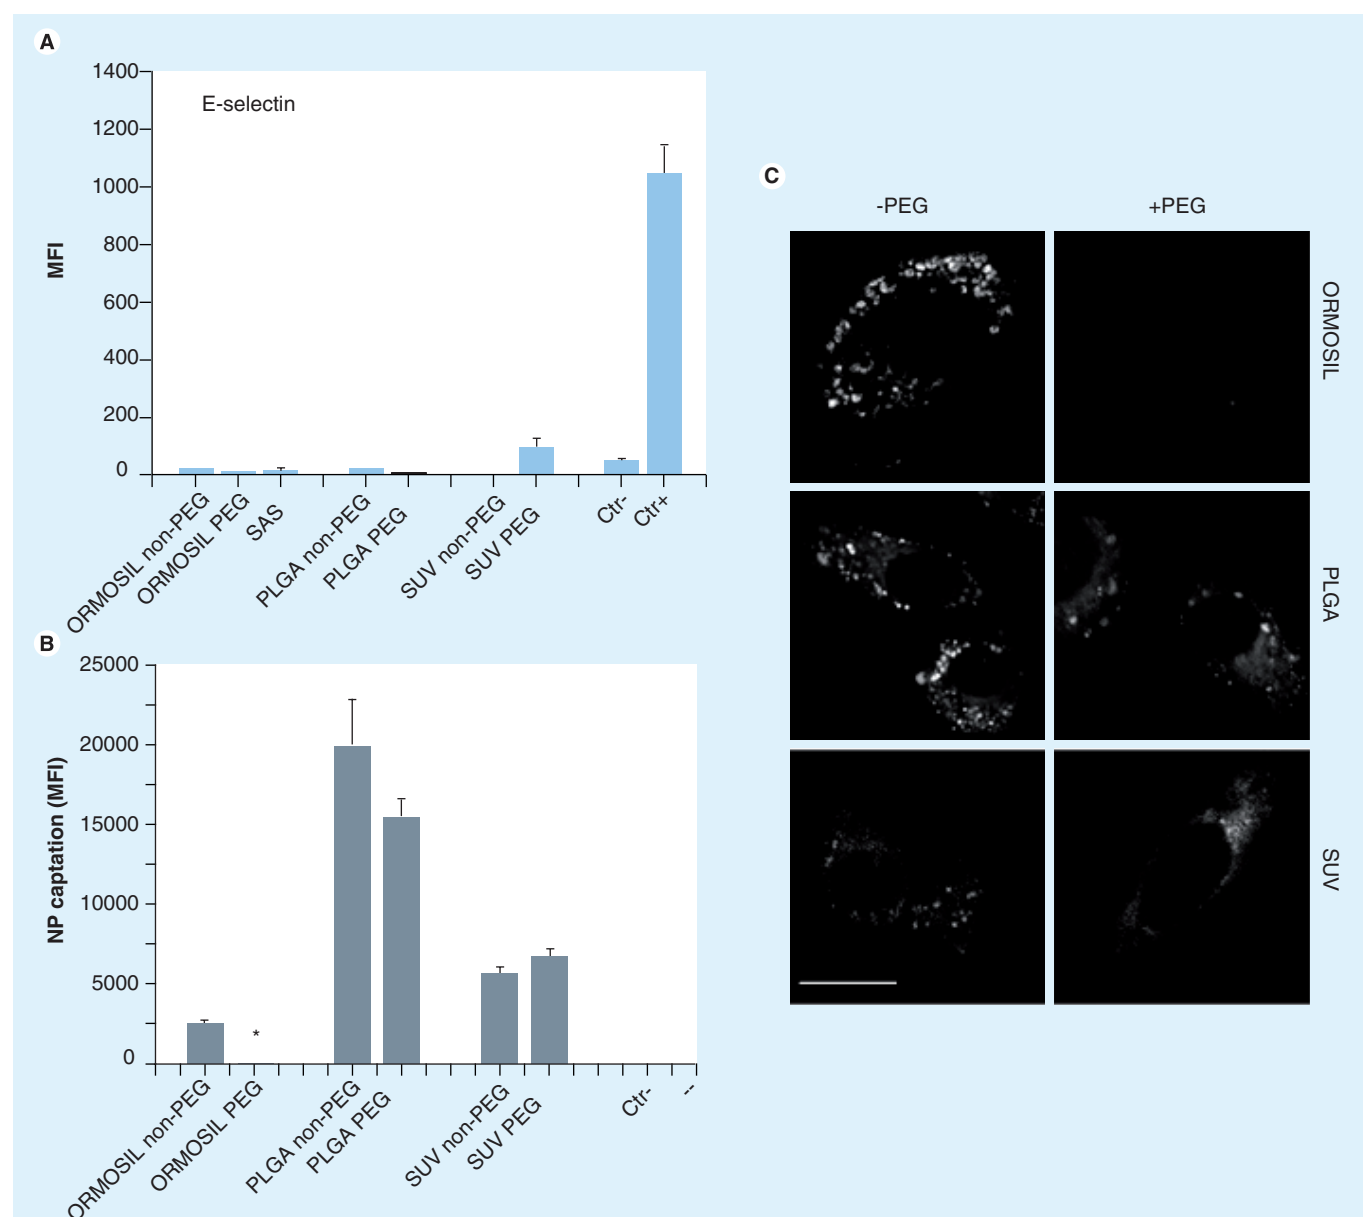 A
1400
1200
1000
800
600
400
200
0
MFI
E-selectin
ORMOSIL non-PEG
ORMOSIL PEG
SAS
PLGA non-PEG
PLGA PEG
SUV non-PEG
SUV PEG
Ctr-
Ctr+
B
25000
20000
15000
10000
5000
0
NP captation (MFI)
*
ORMOSIL non-PEG
ORMOSIL PEG
PLGA non-PEG
PLGA PEG
SUV non-PEG
SUV PEG
Ctr-
--
C
-PEG
+PEG
ORMOSIL
PLGA
SUV